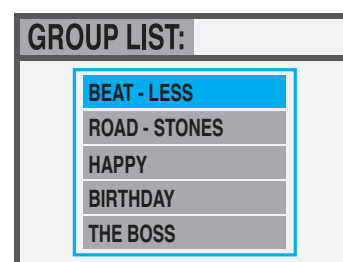 GROUP LIST:
BEAT - LESS
ROAD - STONES
HAPPY
BIRTHDAY
THE BOSS